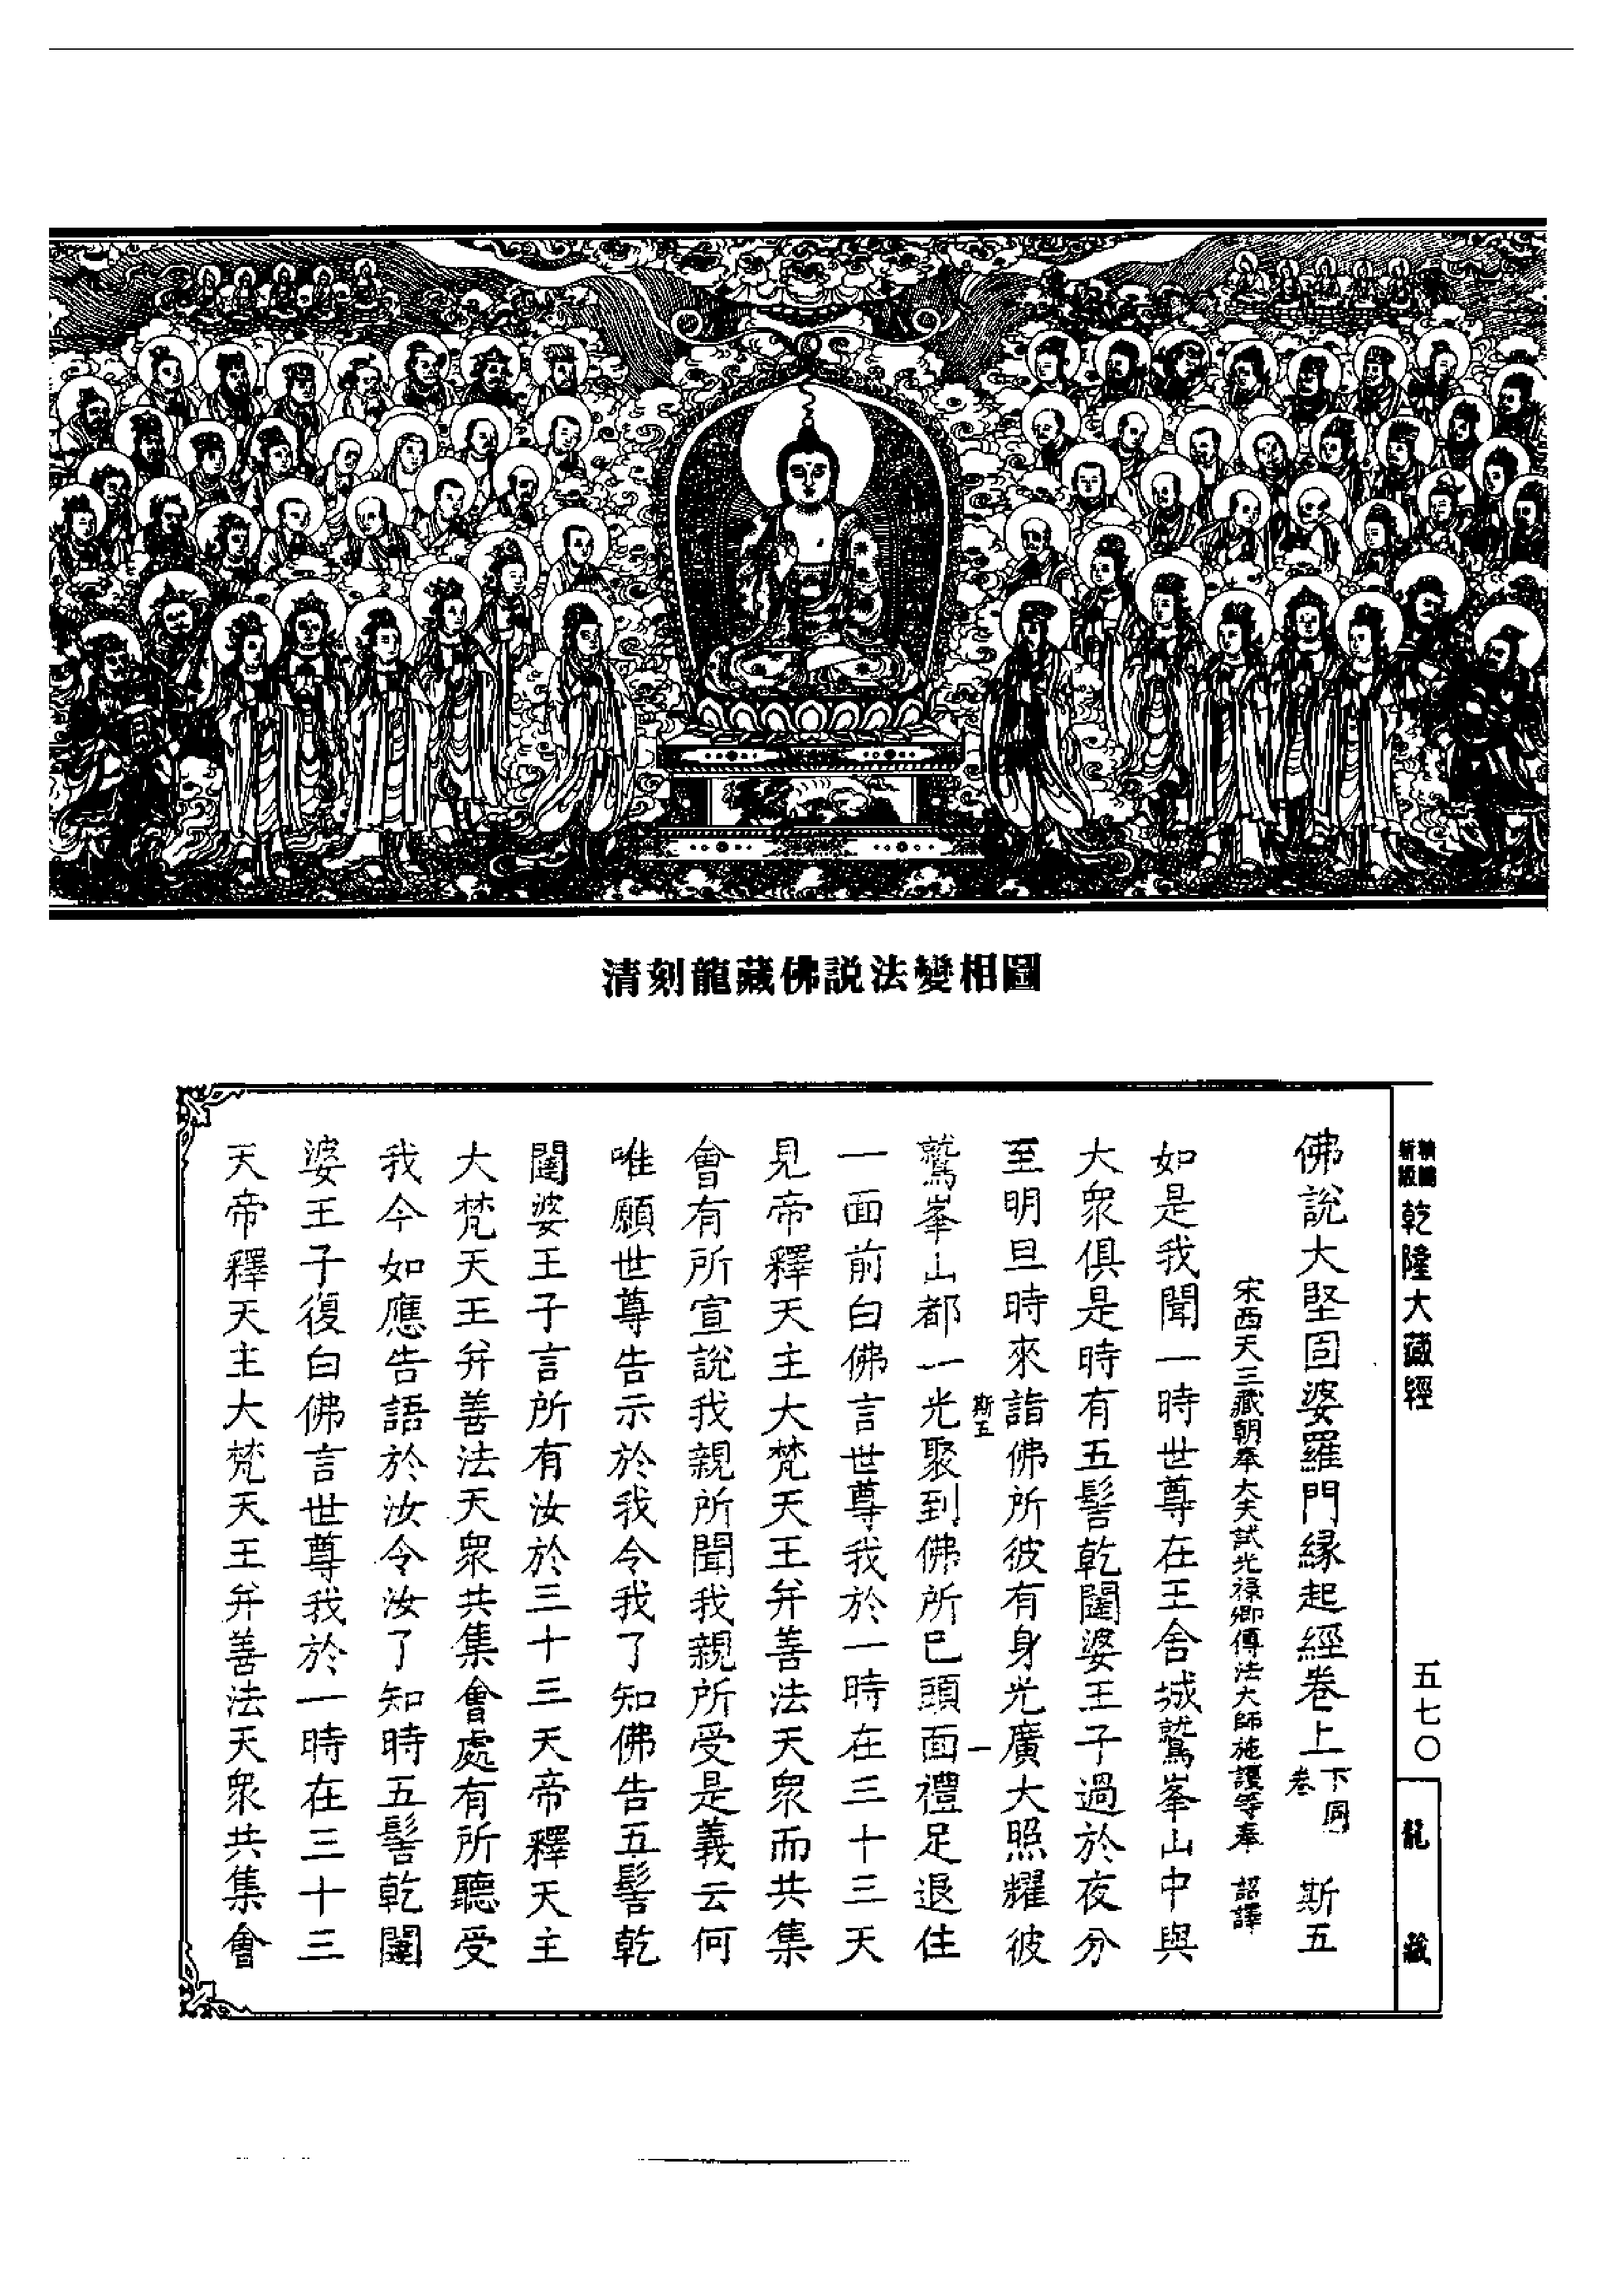 清刻龍藏佛説法變相圖
乾隆大藏經
五七〇
龍藏
佛說大堅固婆羅門緣起經卷上下卷同 斯五
宋西天三藏朝奉大夫試光祿卿傳法大師施護等奉 詔譯
如是我聞一時世尊在王舍城鷲峯山中與
大衆俱是時有五髻乾闥婆王子過於夜分
至明旦時來詣佛所彼有身光廣大照耀彼
斯五 一
鷲峯山都一光聚到佛所已頭面禮足退住
一面前白佛言世尊我於一時在三十三天
見帝釋天主大梵天王并善法天衆而共集
會有所宣說我親所聞我親所受是義云何
唯願世尊告示於我令我了知佛告五髻乾
闥婆王子言所有汝於三十三天帝釋天主
大梵天王并善法天衆共集會處有所聽受
我今如應告語於汝令汝了知時五髻乾闥
婆王子復白佛言世尊我於一時在三十三
天帝釋天主大梵天王并善法天衆共集會